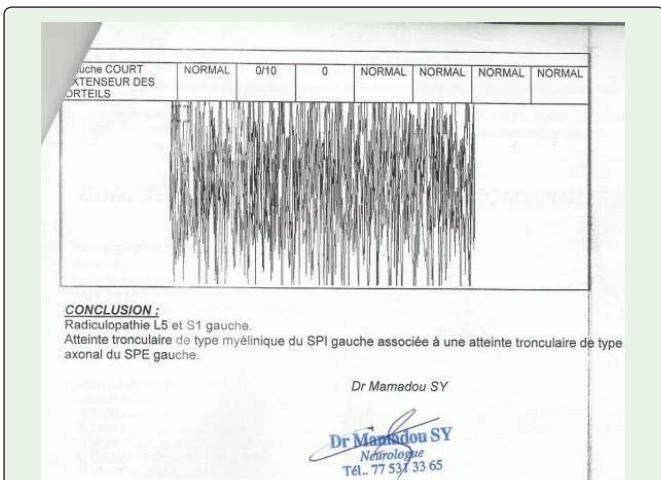 uche COURT NORMAL 0/10 0 NORMAL NORMAL NORMAL NORMAL
XTENSEUR DES
ORTEILS
CONCLUSION :
Radiculopathie L5 et S1 gauche.
Atteinte tronculaire de type myélinique du SPI gauche associée à une atteinte tronculaire de type
axonal du SPE gauche.
Dr Mamadou SY
Dr Mamadou SY
Neurologue
Tél.. 77 531 33 65